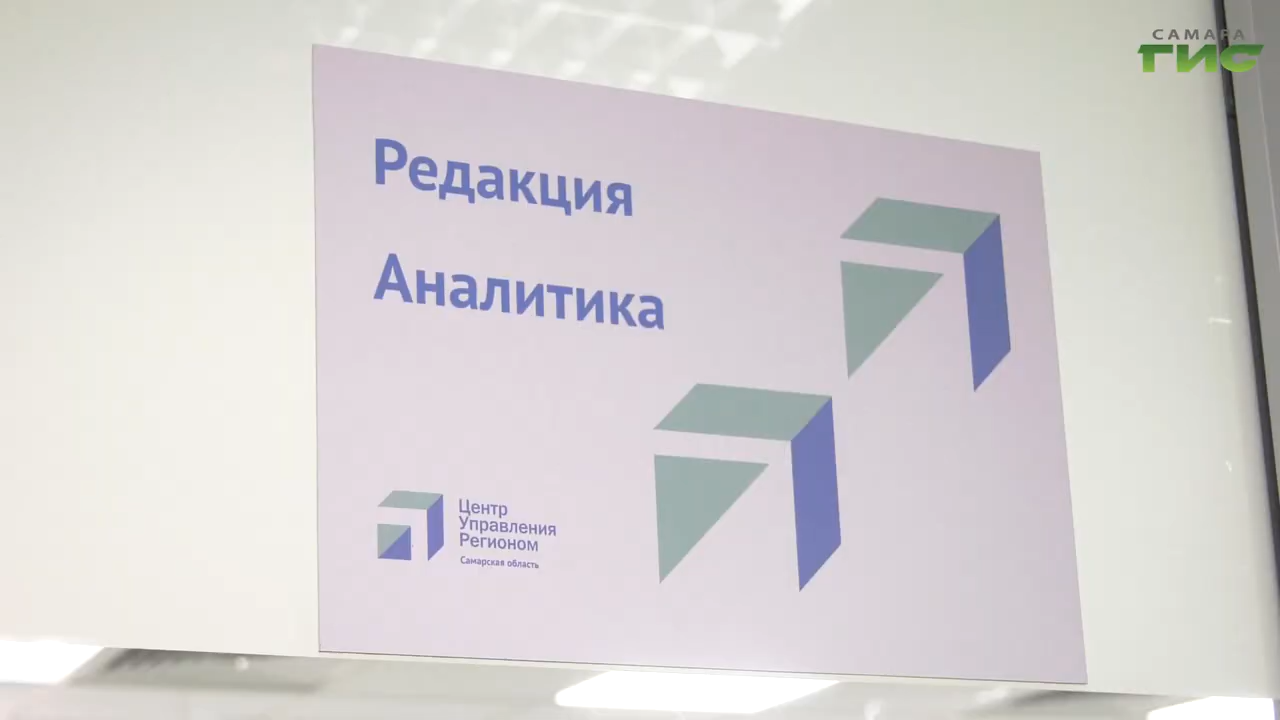 САМАРА
ГИС
Редакция
Аналитика
Центр
Управления
Регионом
Самарская область